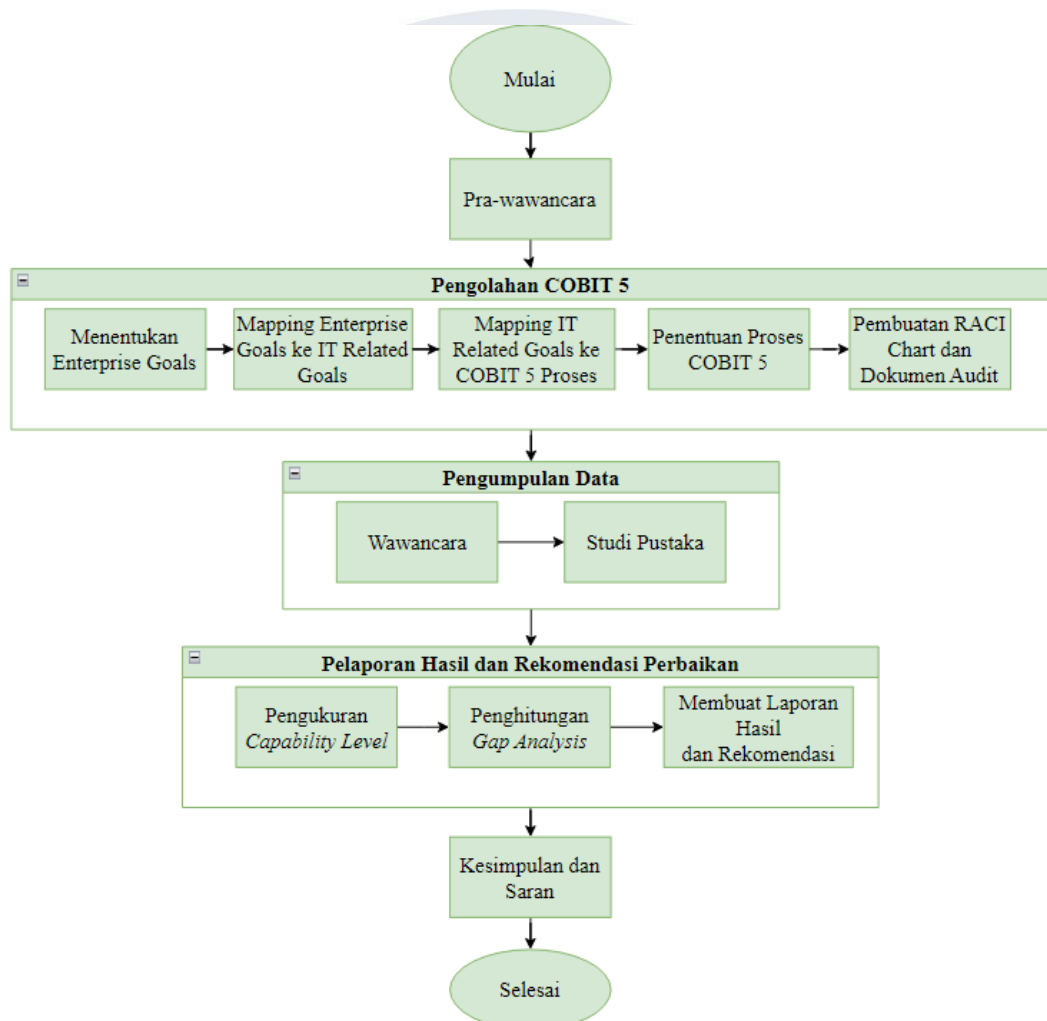 Mulai
Pra-wawancara
Pengolahan COBIT 5
Menentukan
Enterprise Goals
Mapping Enterprise
Goals ke IT Related
Goals
Mapping IT
Related Goals ke
COBIT 5 Proses
Penentuan Proses
COBIT 5
Pembuatan RACI
Chart dan
Dokumen Audit
Pengumpulan Data
Wawancara
Studi Pustaka
Pelaporan Hasil dan Rekomendasi Perbaikan
Pengukuran
Capability Level
Penghitungan
Gap Analysis
Membuat Laporan
Hasil
dan Rekomendasi
Kesimpulan dan
Saran
Selesai